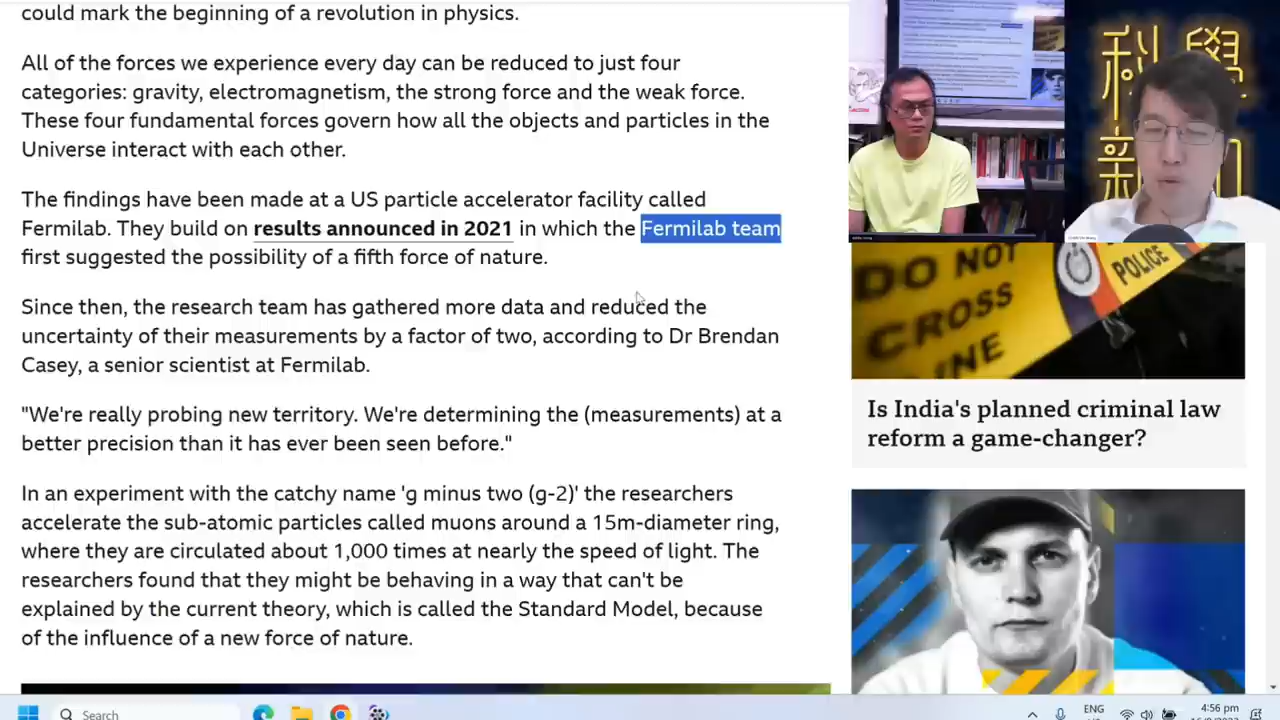 could mark the beginning of a revolution in physics.
All of the forces we experience every day can be reduced to just four
categories: gravity, electromagnetism, the strong force and the weak force.
These four fundamental forces govern how all the objects and particles in the
Universe interact with each other.
The findings have been made at a US particle accelerator facility called
Fermilab. They build on results announced in 2021 in which the Fermilab team
first suggested the possibility of a fifth force of nature.
Since then, the research team has gathered more data and reduced the
uncertainty of their measurements by a factor of two, according to Dr Brendan
Casey, a senior scientist at Fermilab.
"We're really probing new territory. We're determining the (measurements) at a
better precision than it has ever been seen before."
In an experiment with the catchy name 'g minus two (g-2)' the researchers
accelerate the sub-atomic particles called muons around a 15m-diameter ring,
where they are circulated about 1,000 times at nearly the speed of light. The
researchers found that they might be behaving in a way that can't be
explained by the current theory, which is called the Standard Model, because
of the influence of a new force of nature.
科學
新
DO NOT
CROSS
POLICE
Is India's planned criminal law
reform a game-changer?
Search
ENG
4:56 pm